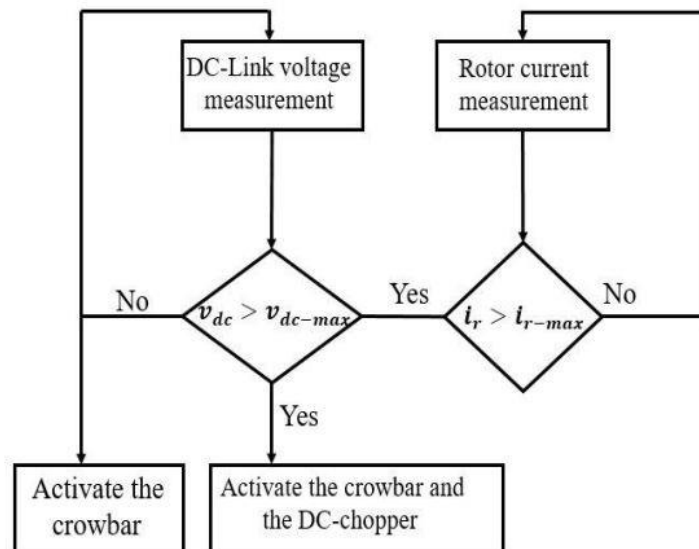 DC-Link voltage
measurement
Rotor current
measurement
No
v_dc > v_dc-max
Yes
i_r > i_r-max
No
Yes
Activate the
crowbar
Activate the crowbar and
the DC-chopper